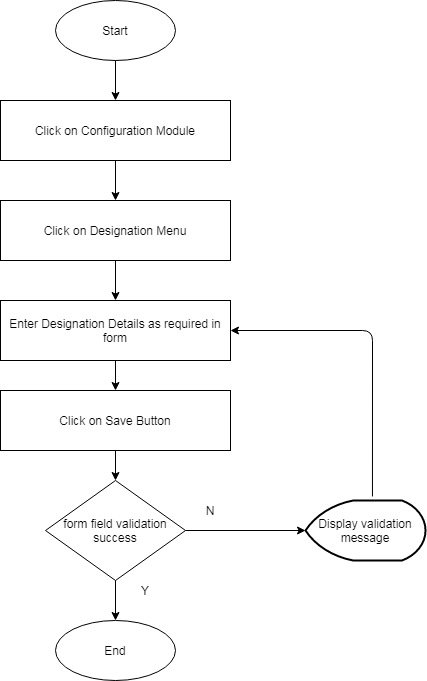 Start
Click on Configuration Module
Click on Designation Menu
Enter Designation Details as required in
form
Click on Save Button
form field validation
success
N
Display validation
message
Y
End